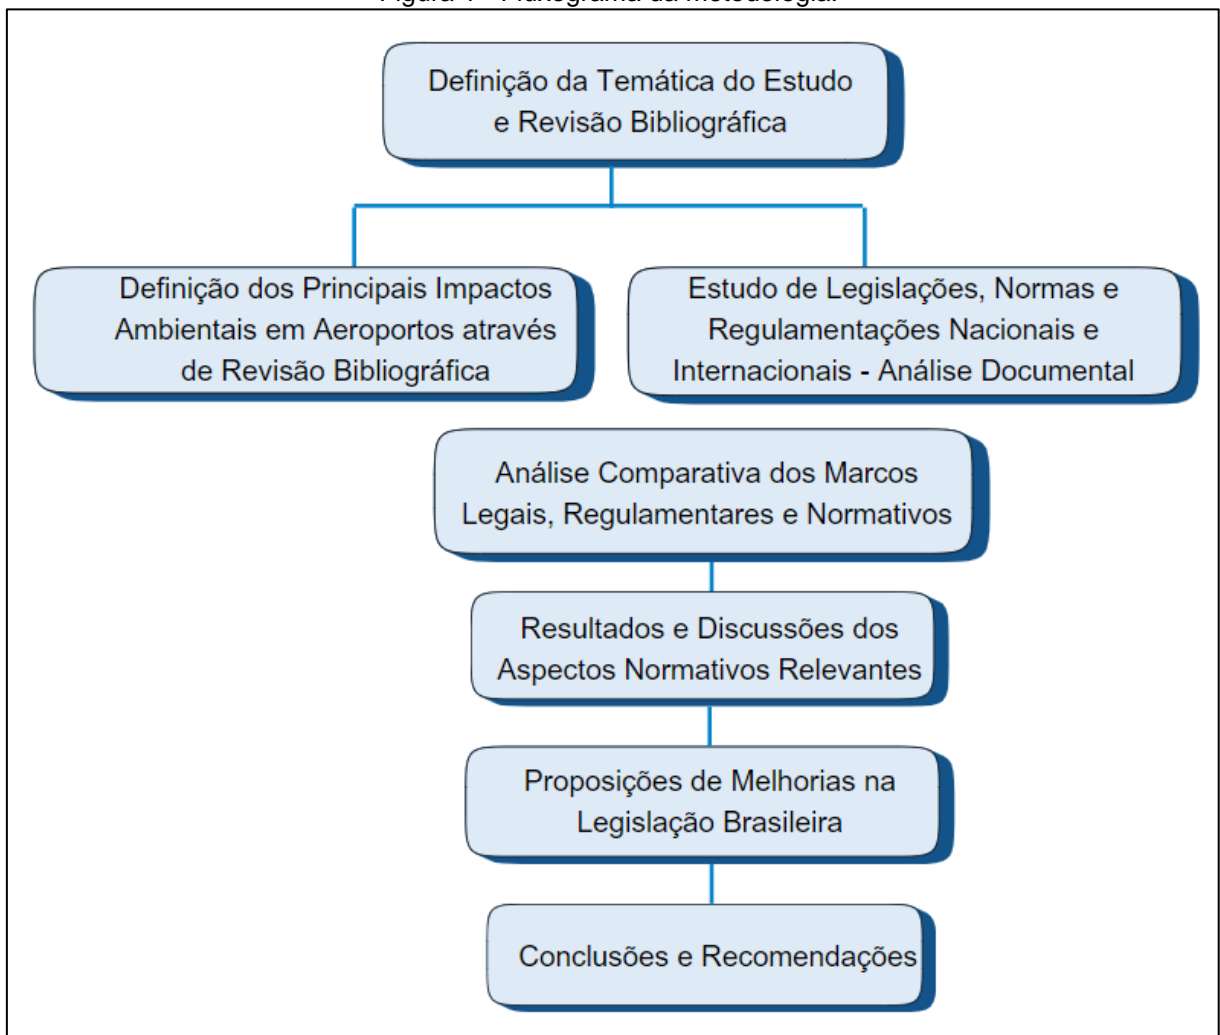 Definição da Temática do Estudo
e Revisão Bibliográfica
Definição dos Principais Impactos
Ambientais em Aeroportos através
de Revisão Bibliográfica
Estudo de Legislações, Normas e
Regulamentações Nacionais e
Internacionais - Análise Documental
Análise Comparativa dos Marcos
Legais, Regulamentares e Normativos
Resultados e Discussões dos
Aspectos Normativos Relevantes
Proposições de Melhorias na
Legislação Brasileira
Conclusões e Recomendações